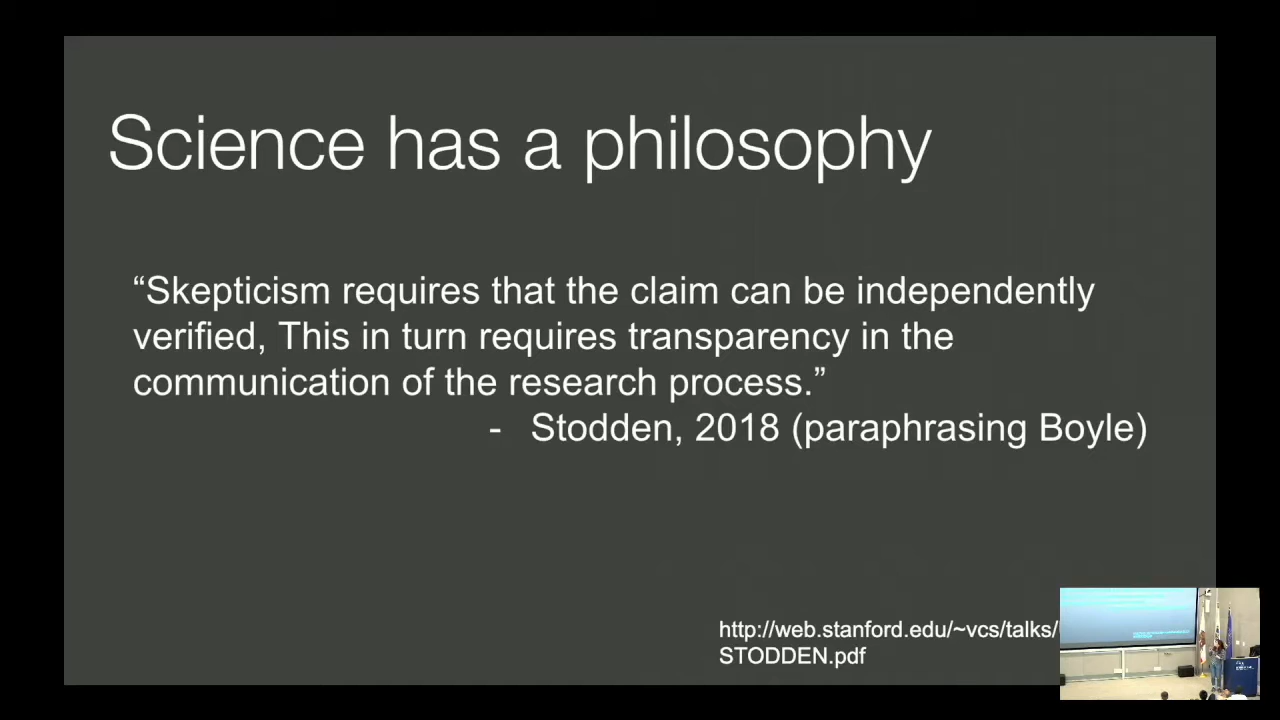 Science has a philosophy
“Skepticism requires that the claim can be independently
verified, This in turn requires transparency in the
communication of the research process.”
- Stodden, 2018 (paraphrasing Boyle)
http://web.stanford.edu/~vcs/talks/
STODDEN.pdf